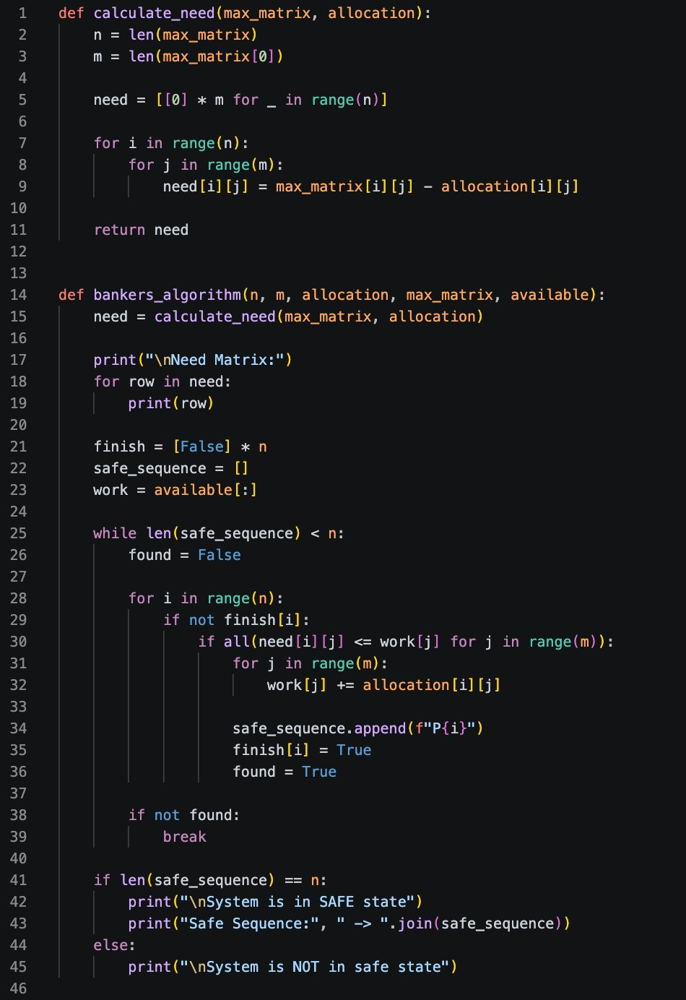 1 def calculate_need(max_matrix, allocation):
2     n = len(max_matrix)
3     m = len(max_matrix[0])
4
5     need = [[0] * m for _ in range(n)]
6
7     for i in range(n):
8         for j in range(m):
9             need[i][j] = max_matrix[i][j] - allocation[i][j]
10
11     return need
12
13
14 def bankers_algorithm(n, m, allocation, max_matrix, available):
15     need = calculate_need(max_matrix, allocation)
16
17     print("\nNeed Matrix:")
18     for row in need:
19         print(row)
20
21     finish = [False] * n
22     safe_sequence = []
23     work = available[:]
24
25     while len(safe_sequence) < n:
26         found = False
27
28         for i in range(n):
29             if not finish[i]:
30                 if all(need[i][j] <= work[j] for j in range(m)):
31                     for j in range(m):
32                         work[j] += allocation[i][j]
33
34                     safe_sequence.append(f"P{i}")
35                     finish[i] = True
36                     found = True
37
38         if not found:
39             break
40
41     if len(safe_sequence) == n:
42         print("\nSystem is in SAFE state")
43         print("Safe Sequence:", " -> ".join(safe_sequence))
44     else:
45         print("\nSystem is NOT in safe state")
46